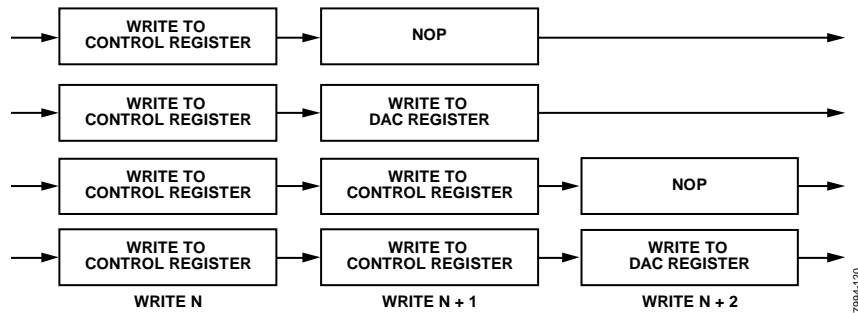 WRITE TO
CONTROL REGISTER
NOP
WRITE TO
CONTROL REGISTER
WRITE TO
DAC REGISTER
WRITE TO
CONTROL REGISTER
WRITE TO
CONTROL REGISTER
NOP
WRITE TO
CONTROL REGISTER
WRITE TO
CONTROL REGISTER
WRITE TO
DAC REGISTER
WRITE N
WRITE N + 1
WRITE N + 2
7994-120